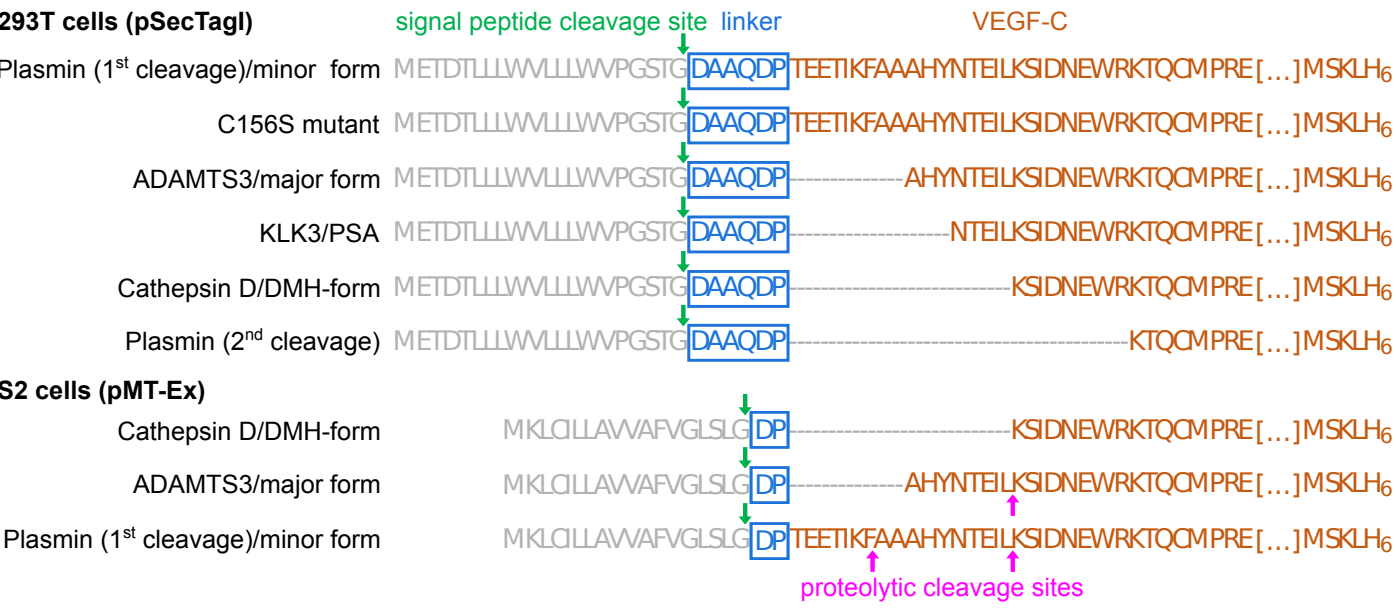 293T cells (pSecTagI) signal peptide cleavage site linker VEGF-C
Plasmin (1st cleavage)/minor form METDTLLLWVLLLWVPGSTG DAAQDP TEETIKFAAAHYNTEILKSIDNEWRKTQCMPRE[...]MSKLH6
C156S mutant METDTLLLWVLLLWVPGSTG DAAQDP TEETIKFAAAHYNTEILKSIDNEWRKTQCMPRE[...]MSKLH6
ADAMTS3/major form METDTLLLWVLLLWVPGSTG DAAQDP --------------AHYNTEILKSIDNEWRKTQCMPRE[...]MSKLH6
KLK3/PSA METDTLLLWVLLLWVPGSTG DAAQDP --------------------NTEILKSIDNEWRKTQCMPRE[...]MSKLH6
Cathepsin D/DMH-form METDTLLLWVLLLWVPGSTG DAAQDP ----------------------------KSIDNEWRKTQCMPRE[...]MSKLH6
Plasmin (2nd cleavage) METDTLLLWVLLLWVPGSTG DAAQDP -------------------------------------------KTQCMPRE[...]MSKLH6
S2 cells (pMT-Ex)
Cathepsin D/DMH-form MKLCILLAVVAFVGLSLG DP ----------------------------KSIDNEWRKTQCMPRE[...]MSKLH6
ADAMTS3/major form MKLCILLAVVAFVGLSLG DP --------------AHYNTEILKSIDNEWRKTQCMPRE[...]MSKLH6
Plasmin (1st cleavage)/minor form MKLCILLAVVAFVGLSLG DP TEETIKFAAAHYNTEILKSIDNEWRKTQCMPRE[...]MSKLH6
proteolytic cleavage sites